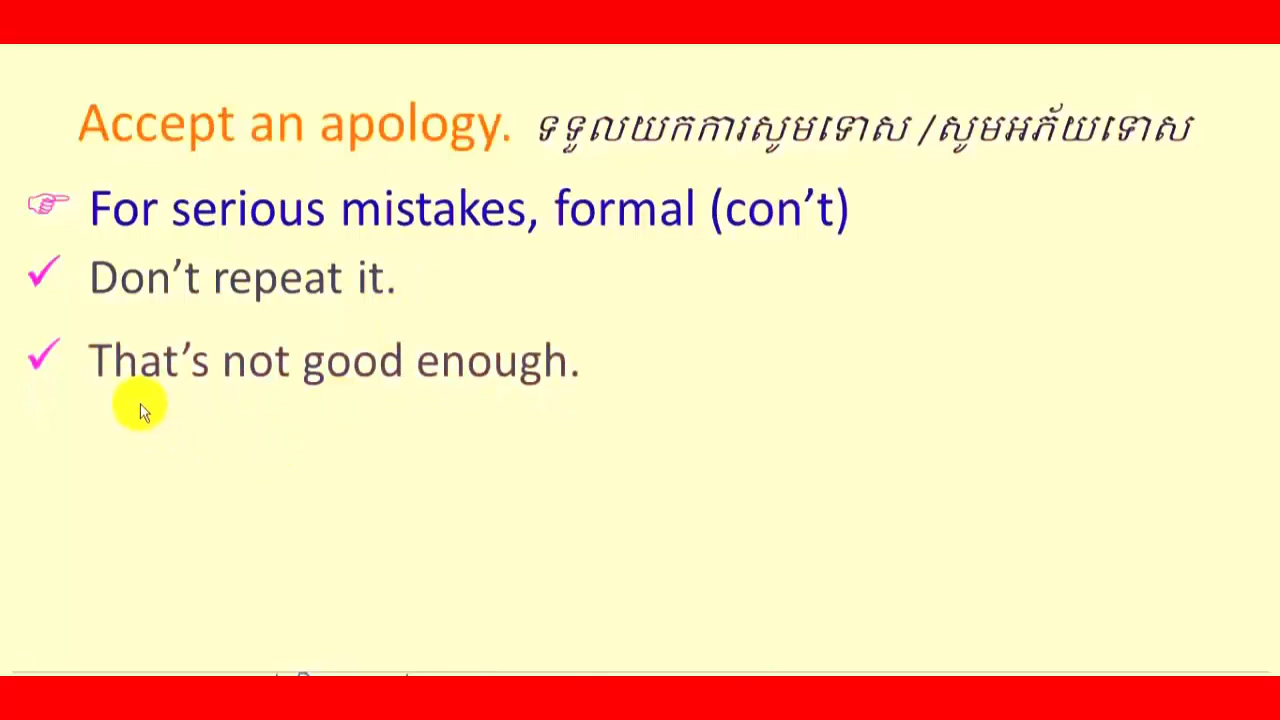 Accept an apology. ទទួលយកការសូមទោស /សូមអភ័យទោស
For serious mistakes, formal (con’t)
Don’t repeat it.
That’s not good enough.